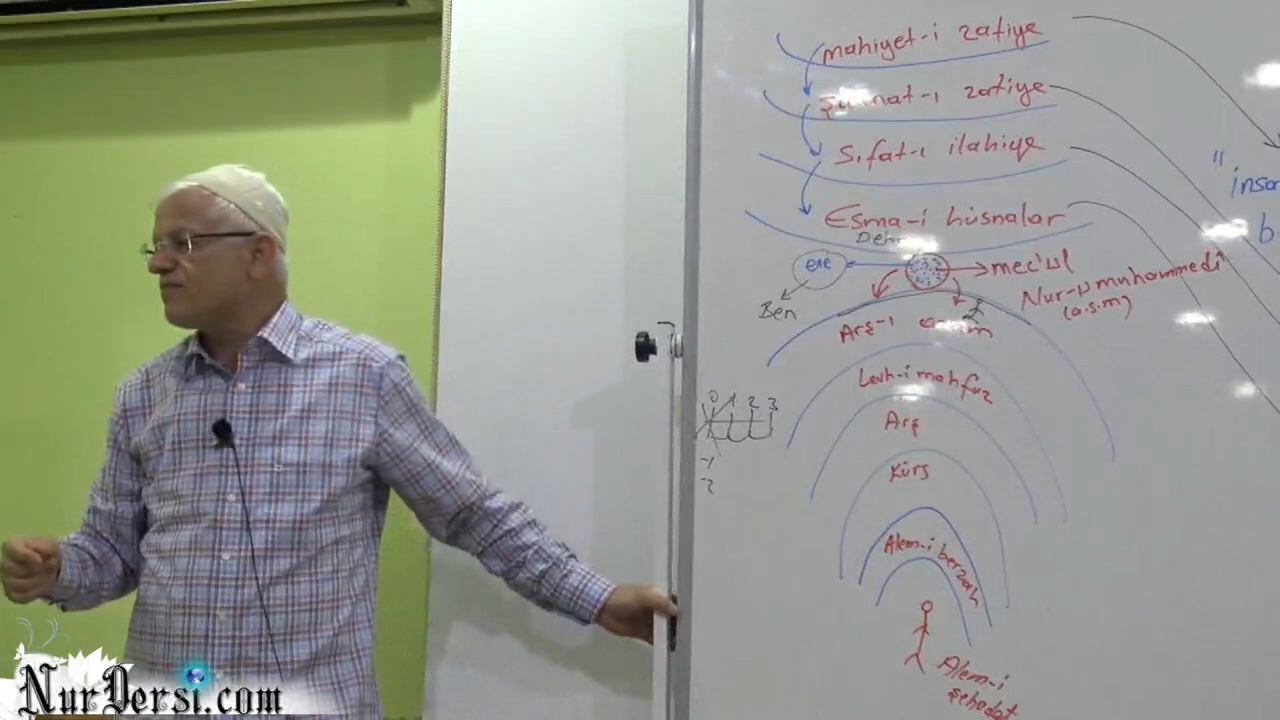 mahiyet-i zatiye
şuunat-ı zatiye
Sıfat-ı ilahiye
"insa
b
Esma-i hüsnalar
Dehr
ene
mec'ul
Ben
Nur-u muhammedi
(a.s.m)
Arş-ı azam
Levh-i mahfuz
0 1 2 3
Arş
-1
Kürs
-2
Alem-i berzah
Alem-i
şehadet
NurDersi.com